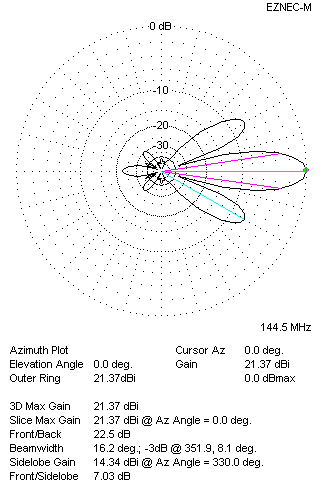 EZNEC-M
0 dB
-10
-20
-30
144.5 MHz
Azimuth Plot Cursor Az 0.0 deg.
Elevation Angle 0.0 deg. Gain 21.37 dBi
Outer Ring 21.37dBi 0.0 dBmax
3D Max Gain 21.37 dBi
Slice Max Gain 21.37 dBi @ Az Angle = 0.0 deg.
Front/Back 22.5 dB
Beamwidth 16.2 deg.; -3dB @ 351.9, 8.1 deg.
Sidelobe Gain 14.34 dBi @ Az Angle = 330.0 deg.
Front/Sidelobe 7.03 dB